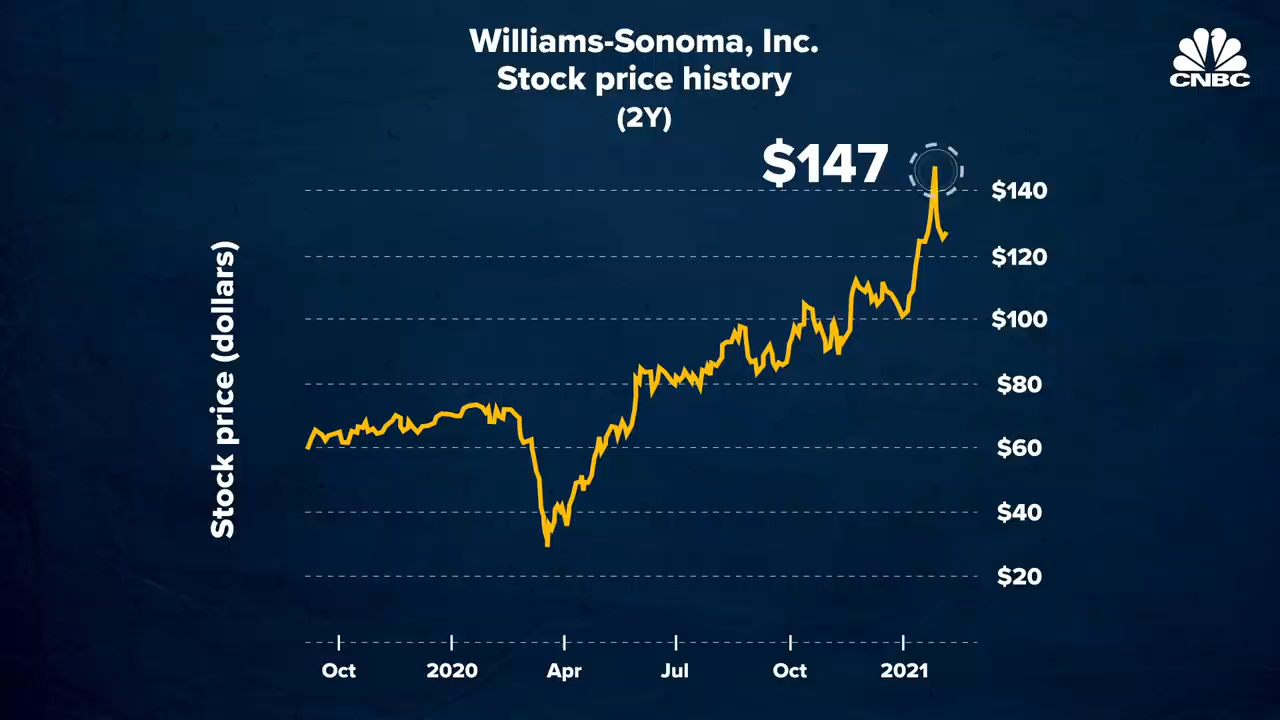 Williams-Sonoma, Inc.
Stock price history
(2Y)
CNBC
$147
$140
$120
$100
$80
$60
$40
$20
Stock price (dollars)
Oct 2020 Apr Jul Oct 2021